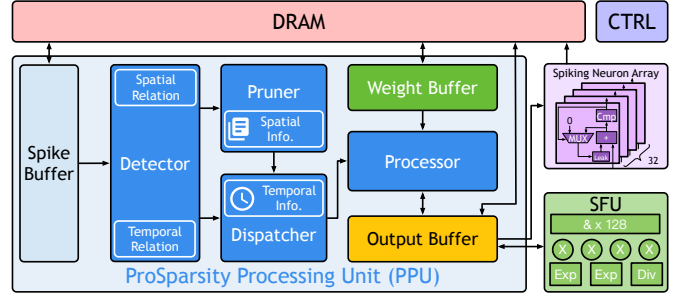 DRAM
CTRL
Spatial
Relation
Pruner
Spatial
Info.
Weight Buffer
Spiking Neuron Array
Cmp
0
MUX
+
Leak
32
Spike
Buffer
Detector
Processor
Temporal
Info.
Dispatcher
Temporal
Relation
Output Buffer
SFU
& x 128
X X X X
Exp Exp Div
ProSparsity Processing Unit (PPU)